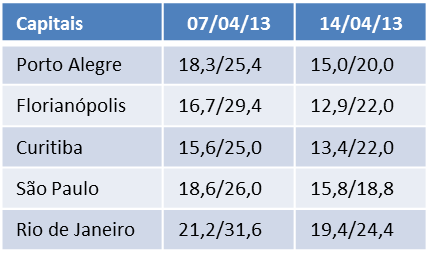 Capitais 07/04/13 14/04/13
Porto Alegre 18,3/25,4 15,0/20,0
Florianópolis 16,7/29,4 12,9/22,0
Curitiba 15,6/25,0 13,4/22,0
São Paulo 18,6/26,0 15,8/18,8
Rio de Janeiro 21,2/31,6 19,4/24,4